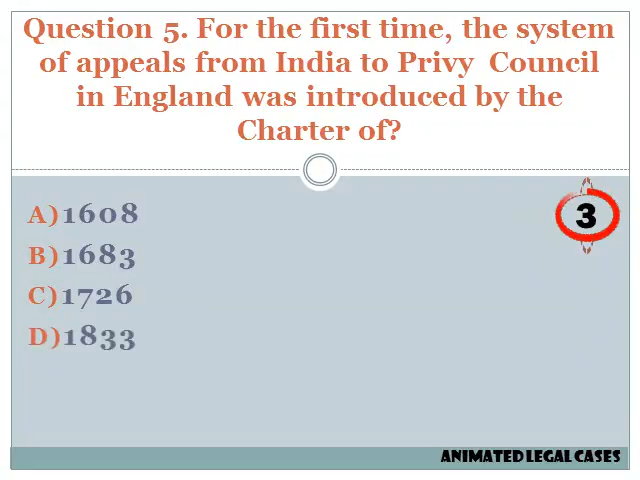 Question 5. For the first time, the system
of appeals from India to Privy Council
in England was introduced by the
Charter of?
A) 1608
3
B) 1683
C) 1726
D) 1833
ANIMATED LEGAL CASES